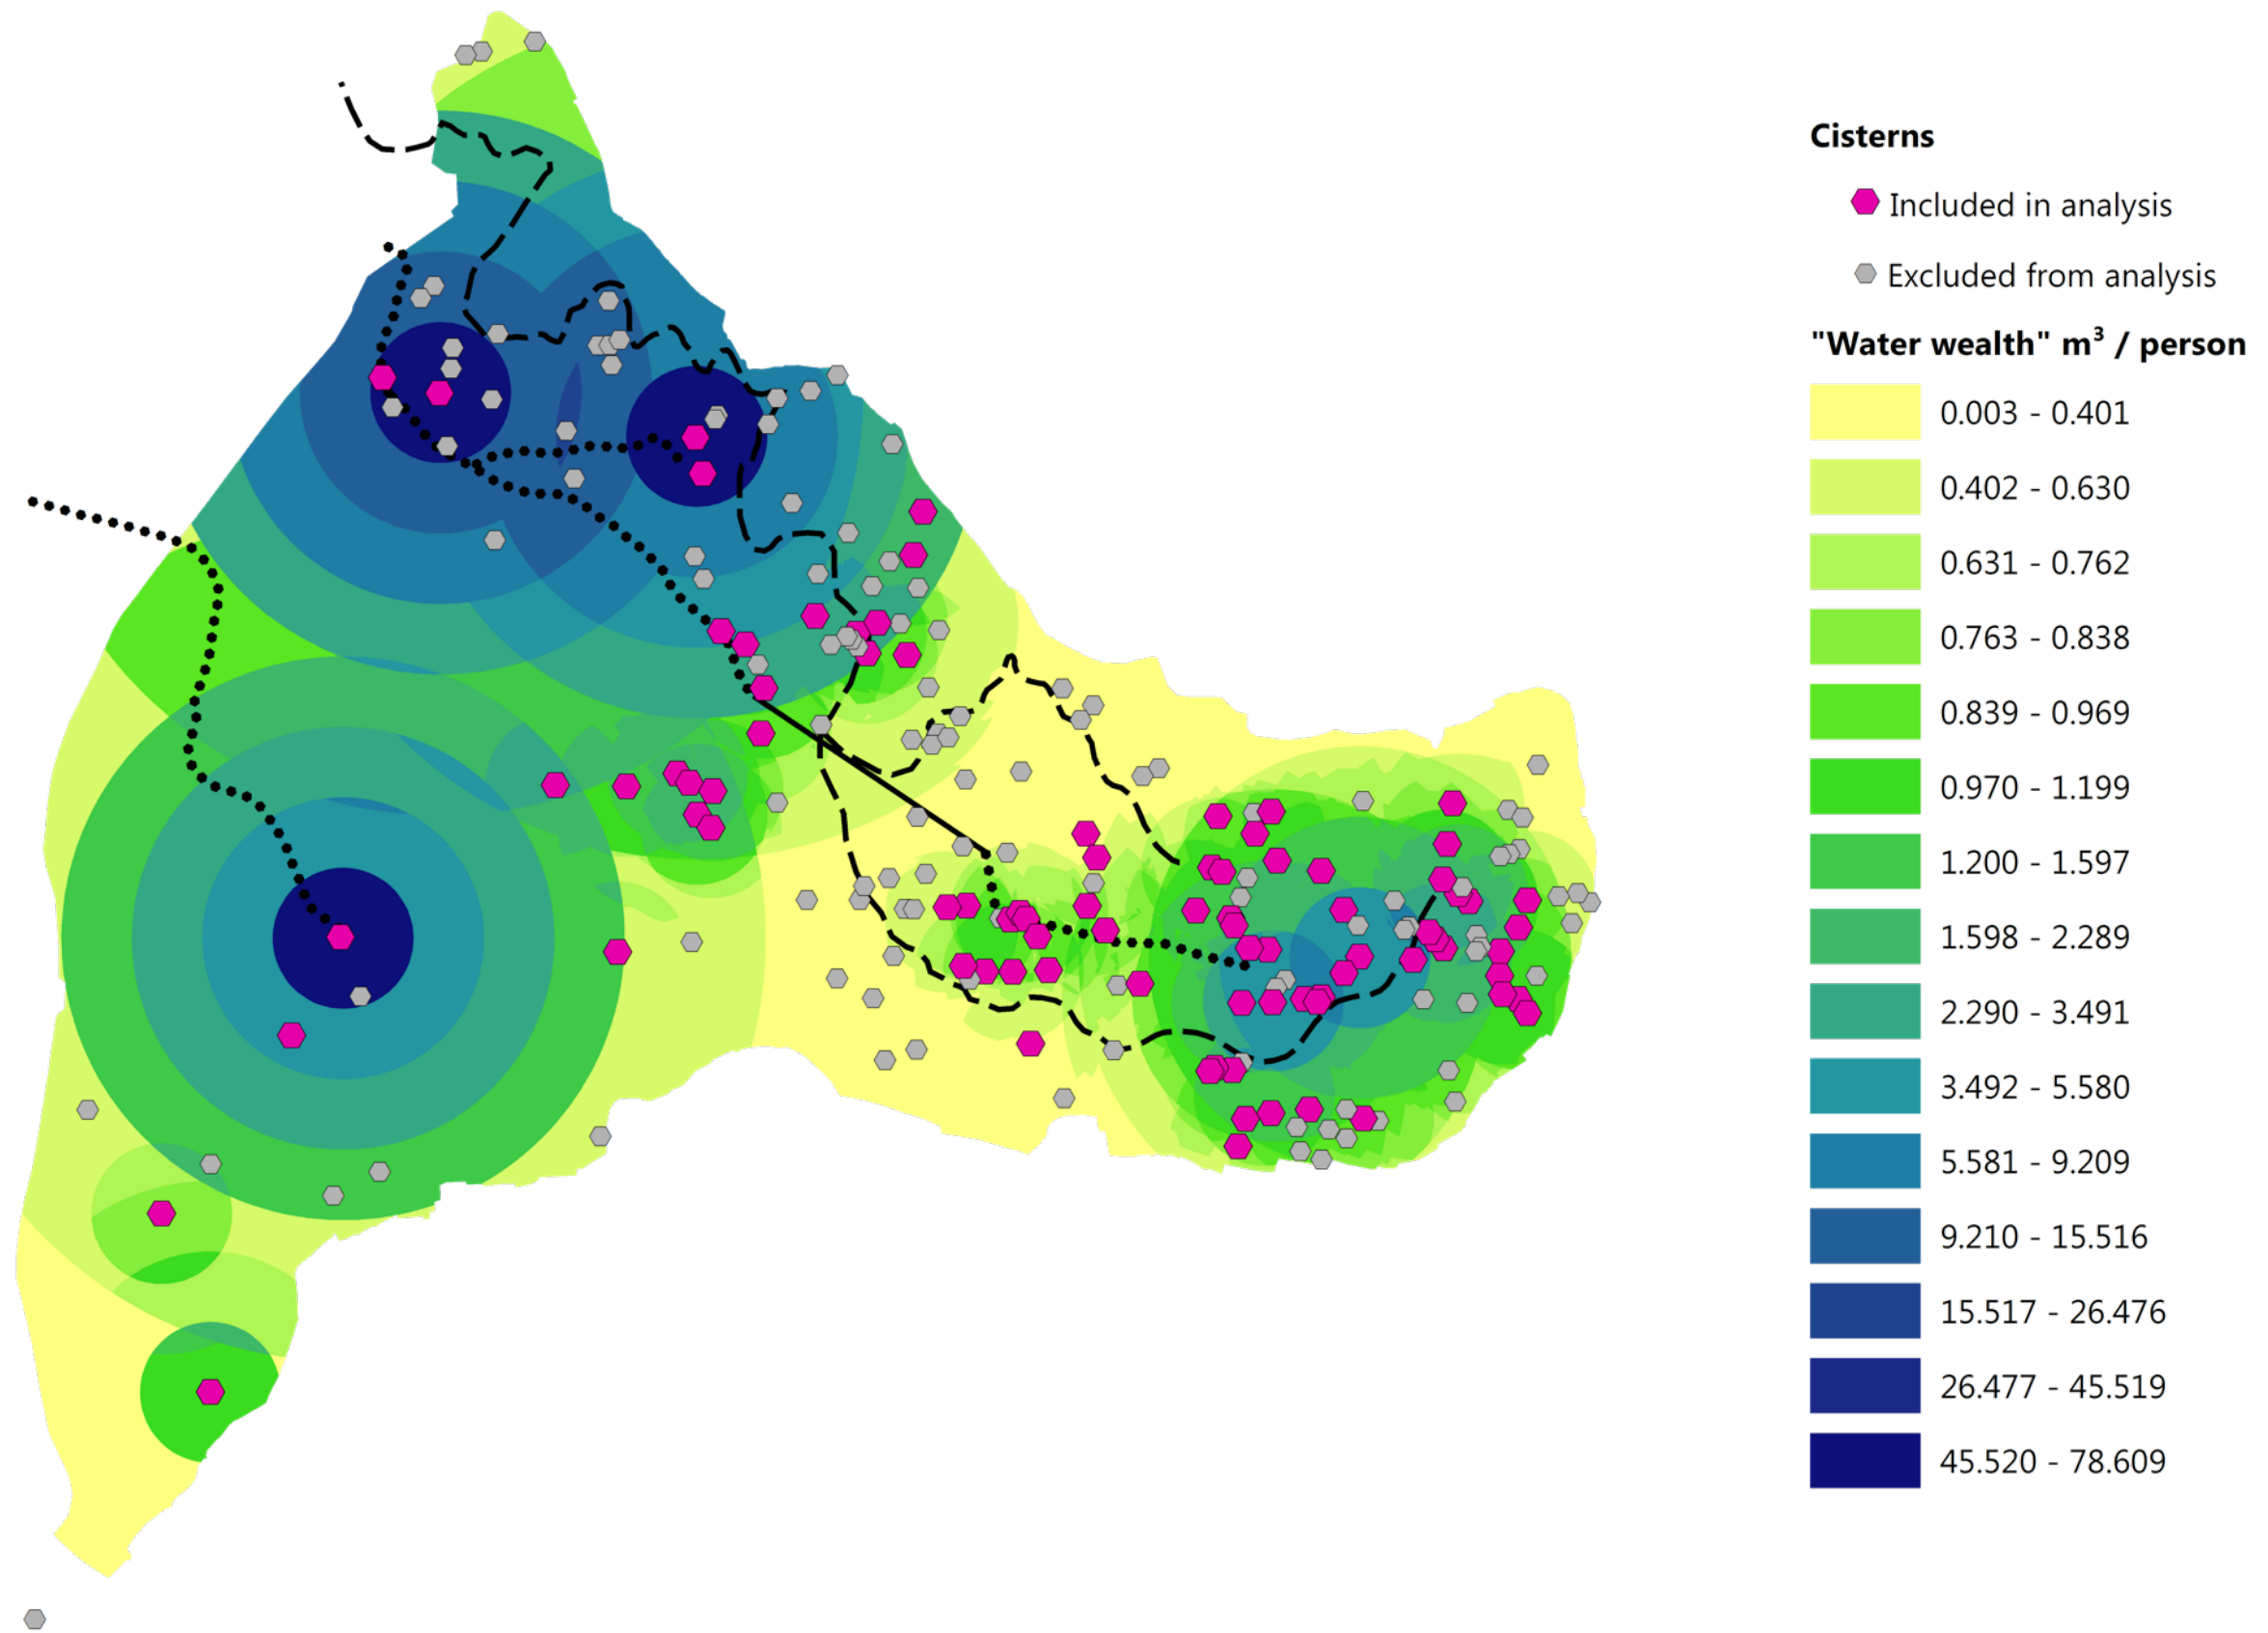 Cisterns
Included in analysis
Excluded from analysis
"Water wealth" m³ / person
0.003 - 0.401
0.402 - 0.630
0.631 - 0.762
0.763 - 0.838
0.839 - 0.969
0.970 - 1.199
1.200 - 1.597
1.598 - 2.289
2.290 - 3.491
3.492 - 5.580
5.581 - 9.209
9.210 - 15.516
15.517 - 26.476
26.477 - 45.519
45.520 - 78.609